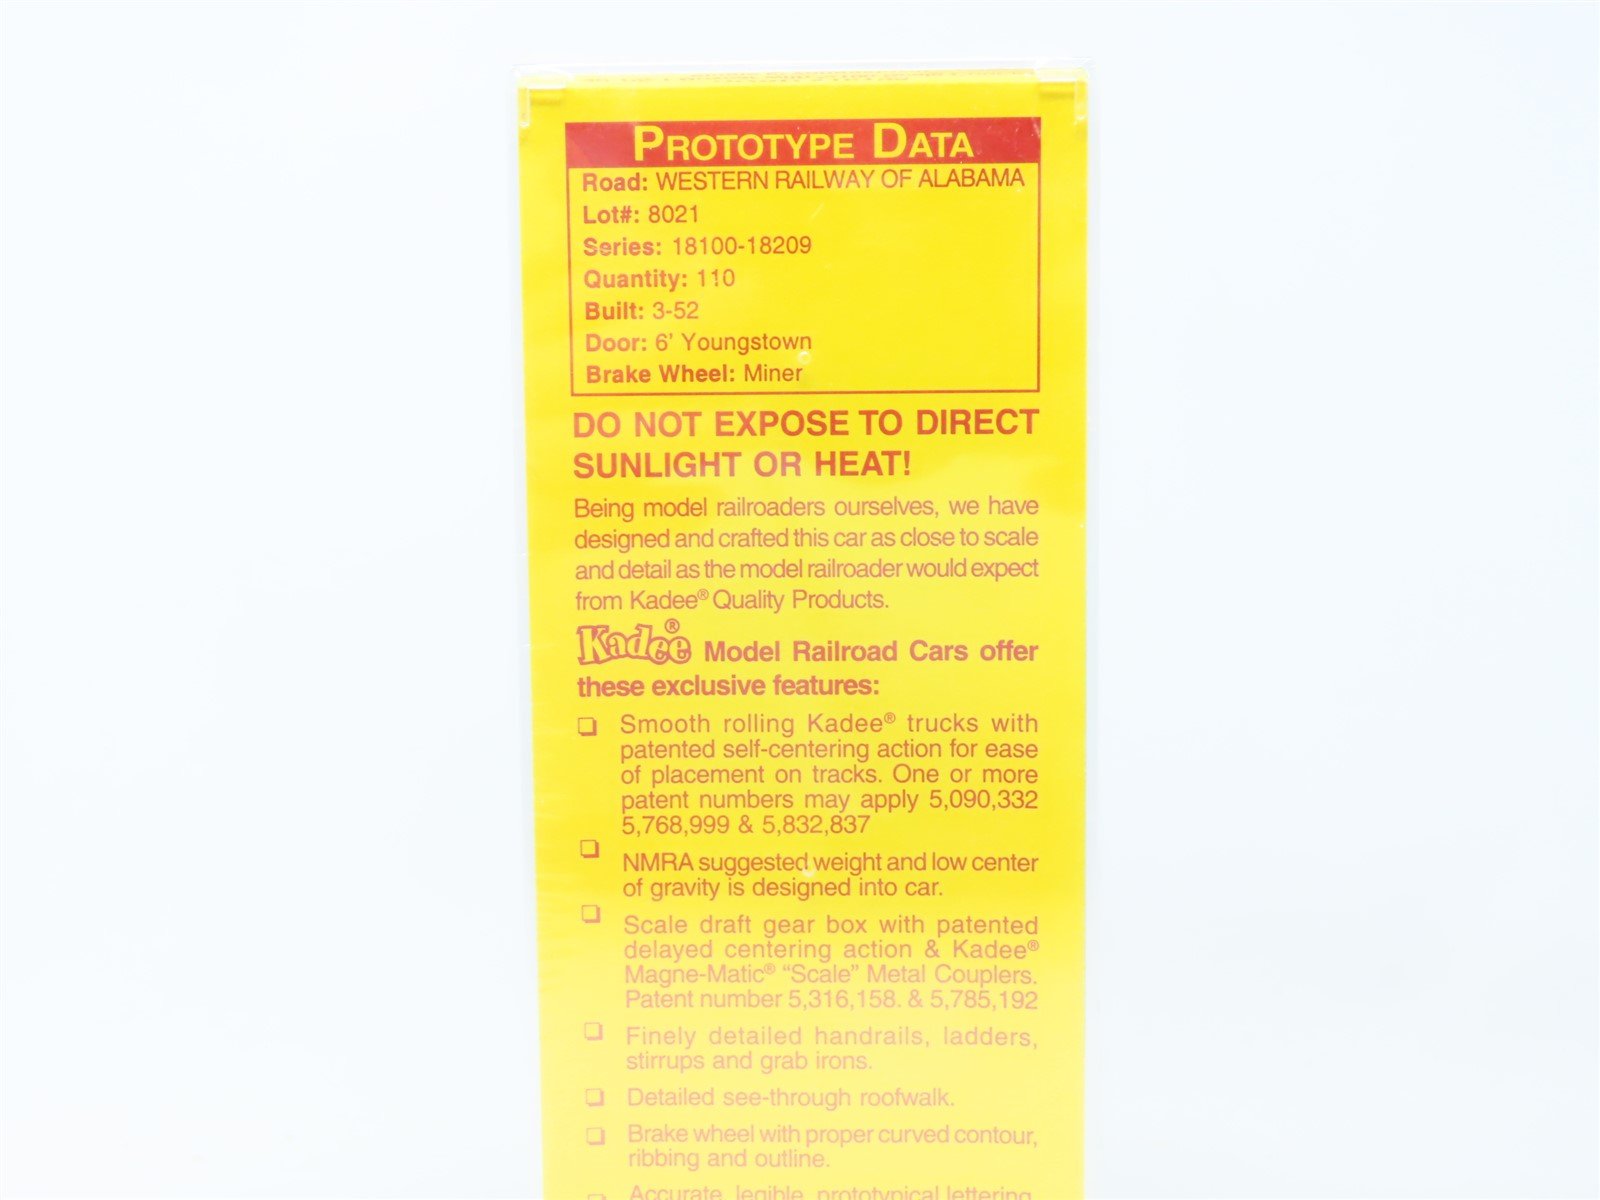 PROTOTYPE DATA
Road: WESTERN RAILWAY OF ALABAMA
Lot#: 8021
Series: 18100-18209
Quantity: 110
Built: 3-52
Door: 6' Youngstown
Brake Wheel: Miner
DO NOT EXPOSE TO DIRECT
SUNLIGHT OR HEAT!
Being model railroaders ourselves, we have
designed and crafted this car as close to scale
and detail as the model railroader would expect
from Kadee® Quality Products.
Kadee® Model Railroad Cars offer
these exclusive features:
❏ Smooth rolling Kadee® trucks with
patented self-centering action for ease
of placement on tracks. One or more
patent numbers may apply 5,090,332
5,768,999 & 5,832,837
❏ NMRA suggested weight and low center
of gravity is designed into car.
❏ Scale draft gear box with patented
delayed centering action & Kadee®
Magne-Matic® “Scale” Metal Couplers.
Patent number 5,316,158. & 5,785,192
❏ Finely detailed handrails, ladders,
stirrups and grab irons.
❏ Detailed see-through roofwalk.
❏ Brake wheel with proper curved contour,
ribbing and outline.
❏ Accurate, legible, prototypical lettering